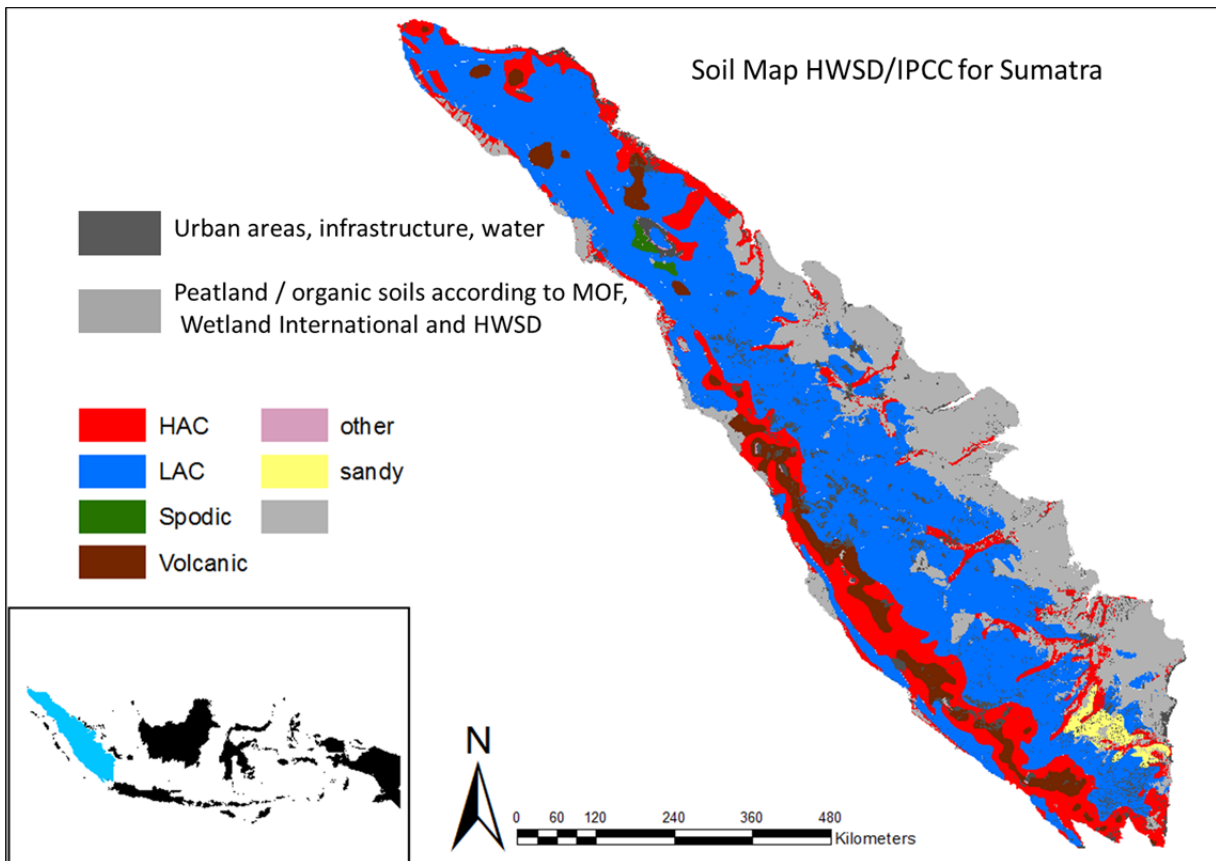 Soil Map HWSD/IPCC for Sumatra
Urban areas, infrastructure, water
Peatland / organic soils according to MOF,
Wetland International and HWSD
HAC
other
LAC
sandy
Spodic
Volcanic
N
0 60 120 240 360 480
Kilometers